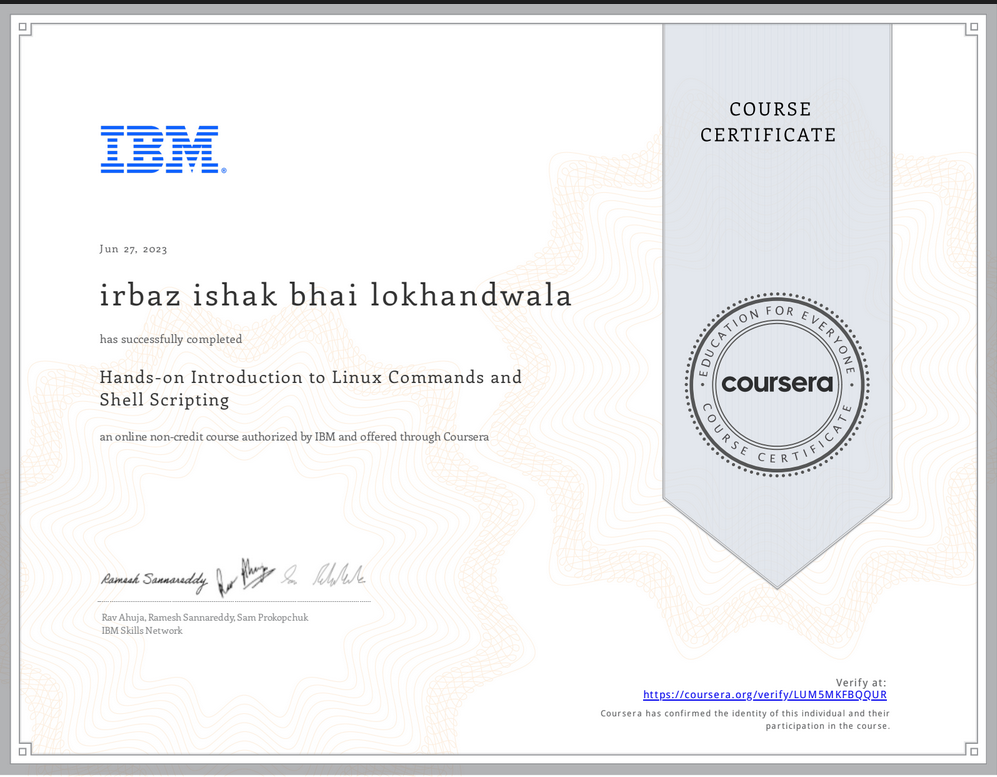 COURSE
CERTIFICATE
IBM®
Jun 27, 2023
irbaz ishak bhai lokhandwala
has successfully completed
Hands-on Introduction to Linux Commands and
Shell Scripting
an online non-credit course authorized by IBM and offered through Coursera
EDUCATION FOR EVERYONE
coursera
COURSE CERTIFICATE
Ramesh Sannareddy
Rav Ahuja, Ramesh Sannareddy, Sam Prokopchuk
IBM Skills Network
Verify at:
https://coursera.org/verify/LUM5MKFBQQUR
Coursera has confirmed the identity of this individual and their
participation in the course.